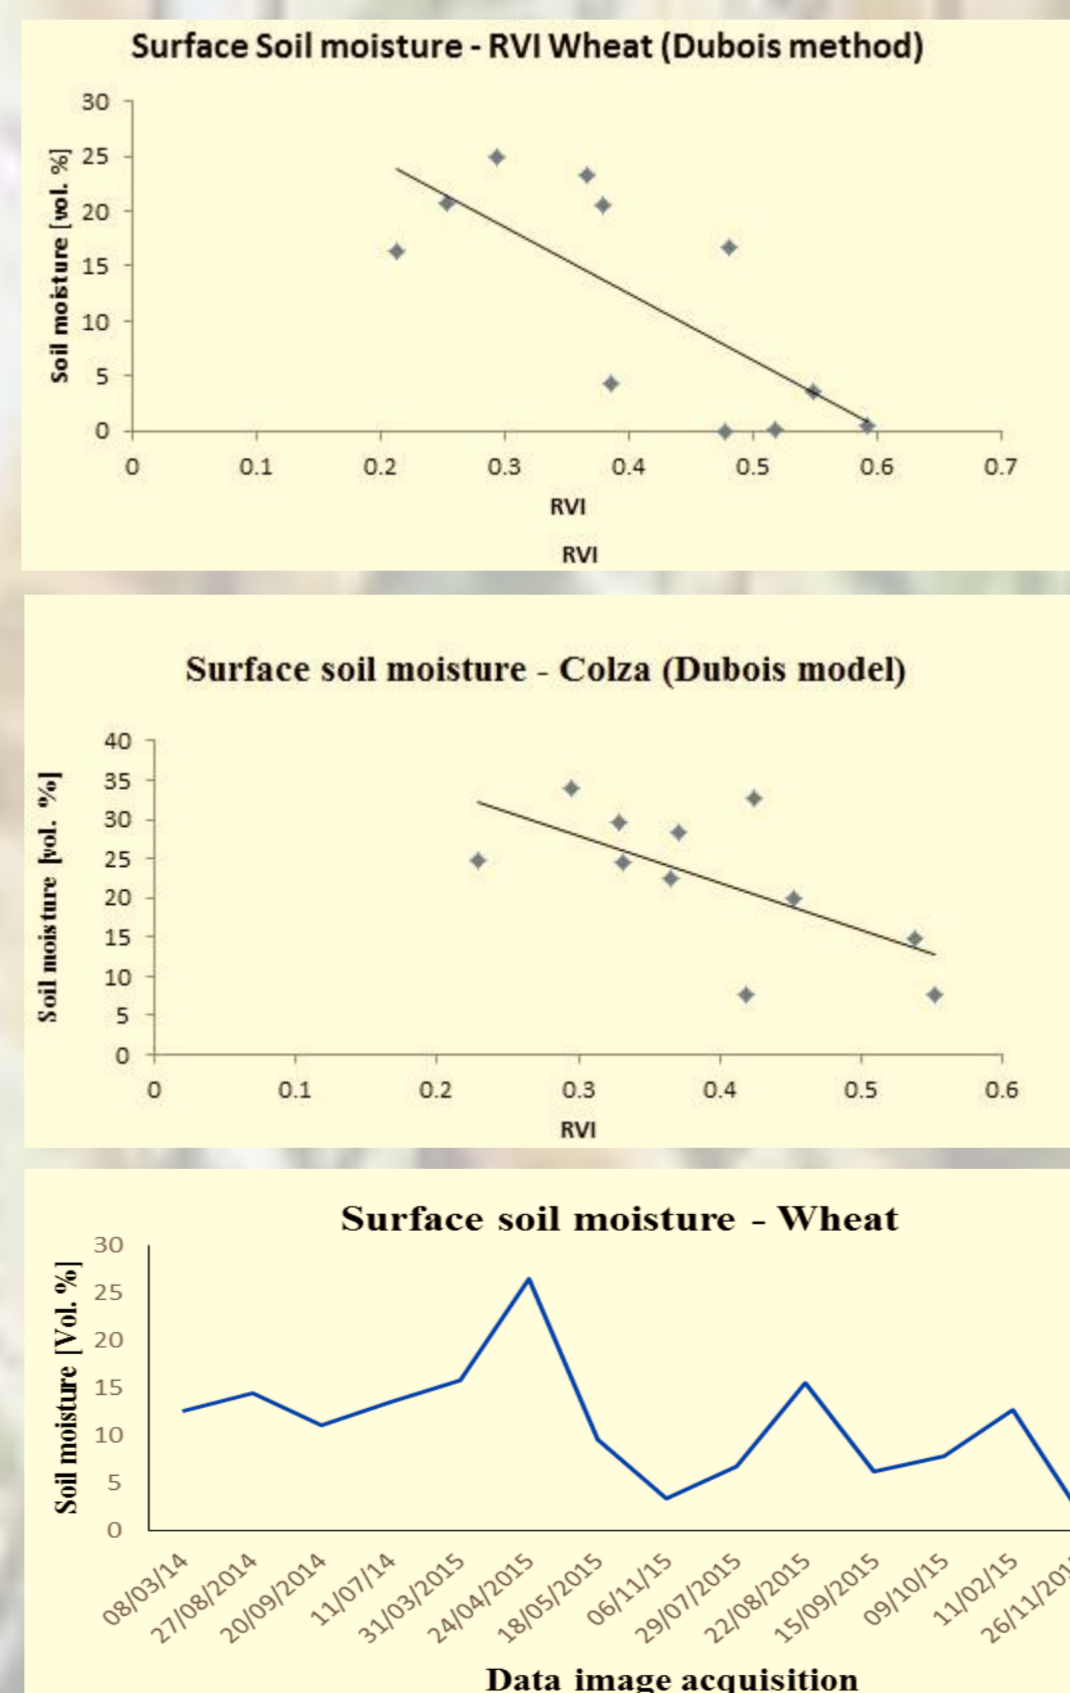 Surface Soil moisture - RVI Wheat (Dubois method)
Soil moisture [vol. %]
30
25
20
15
10
5
0
0 0.1 0.2 0.3 0.4 0.5 0.6 0.7
RVI
RVI
Surface soil moisture - Colza (Dubois model)
Soil moisture [vol. %]
40
35
30
25
20
15
10
5
0
0 0.1 0.2 0.3 0.4 0.5 0.6
RVI
Surface soil moisture - Wheat
Soil moisture [Vol. %]
30
25
20
15
10
5
0
08/03/14 27/08/2014 20/09/2014 11/07/14 31/03/2015 24/04/2015 18/05/2015 06/11/15 29/07/2015 22/08/2015 15/09/2015 09/10/15 11/02/15
Data image acquisition